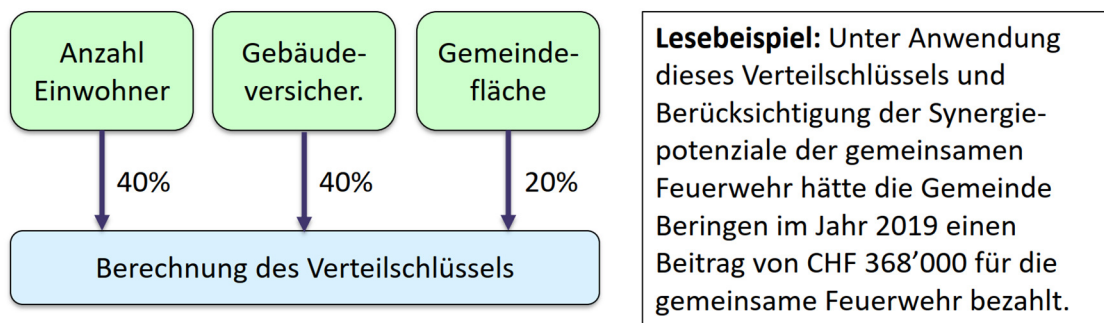 Anzahl
Einwohner
Gebäude-
versicher.
Gemeinde-
fläche
40%
40%
20%
Berechnung des Verteilschlüssels
Lesebeispiel: Unter Anwendung
dieses Verteilschlüssels und
Berücksichtigung der Synergie-
potenziale der gemeinsamen
Feuerwehr hätte die Gemeinde
Beringen im Jahr 2019 einen
Beitrag von CHF 368’000 für die
gemeinsame Feuerwehr bezahlt.